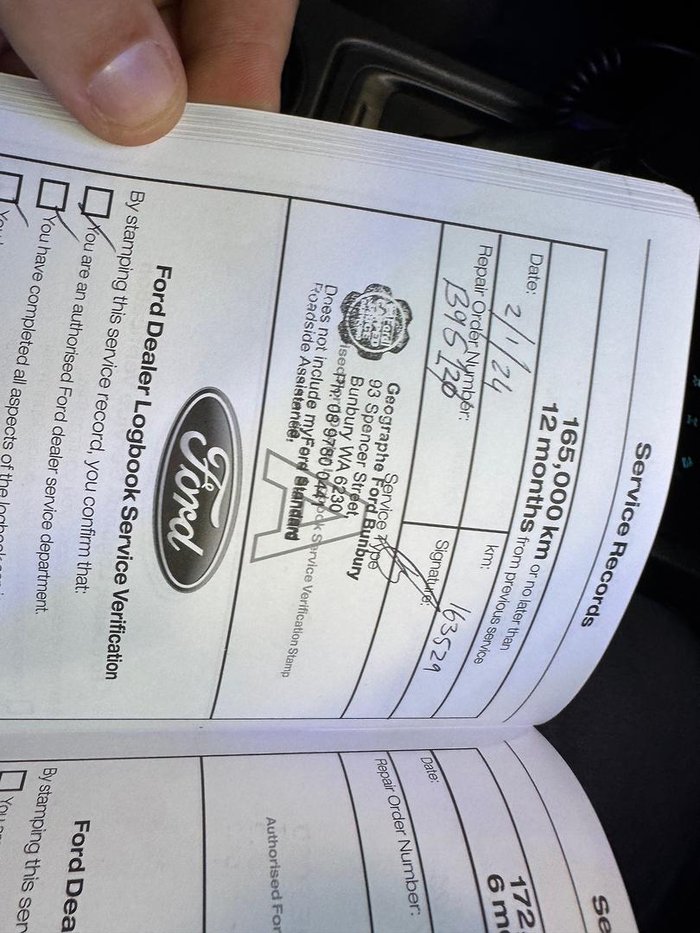 Service Records
165,000 km or no later than
12 months from previous service
Date: 2/1/24
km: 163529
Repair Order Number:
Signature:
Service Type
A
Geographe Ford Bunbury
93 Spencer Street
Bunbury WA 6230
Does not include myFord Standard
Roadside Assistance.
Service Verification Stamp
Ford
Ford Dealer Logbook Service Verification
By stamping this service record, you confirm that:
You are an authorised Ford dealer service department.
You have completed all aspects of the
Se
172
6 m
Date:
Repair Order Number:
Authorised For
Ford Dea
By stamping this ser